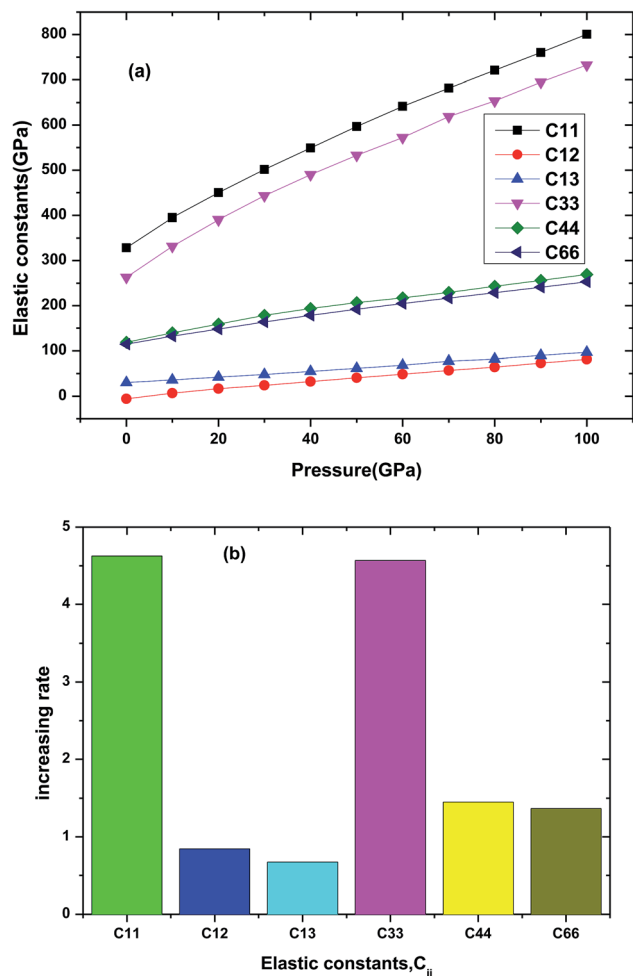 (a)
800
700
600
500
400
300
200
100
0
Elastic constants(GPa)
C11
C12
C13
C33
C44
C66
0 20 40 60 80 100
Pressure(GPa)
(b)
5
4
3
2
1
0
increasing rate
C11 C12 C13 C33 C44 C66
Elastic constants,C_ij